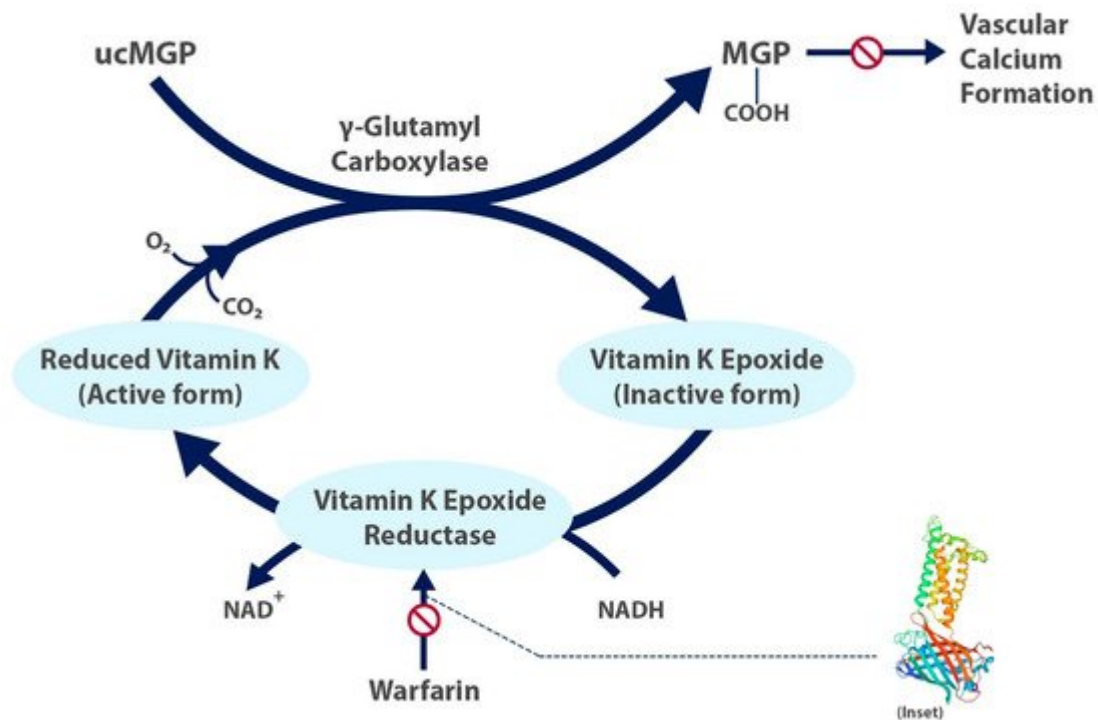 ucMGP
MGP
COOH
Vascular
Calcium
Formation
γ-Glutamyl
Carboxylase
O₂
CO₂
Reduced Vitamin K
(Active form)
Vitamin K Epoxide
(Inactive form)
Vitamin K Epoxide
Reductase
NAD⁺
NADH
Warfarin
(Inset)